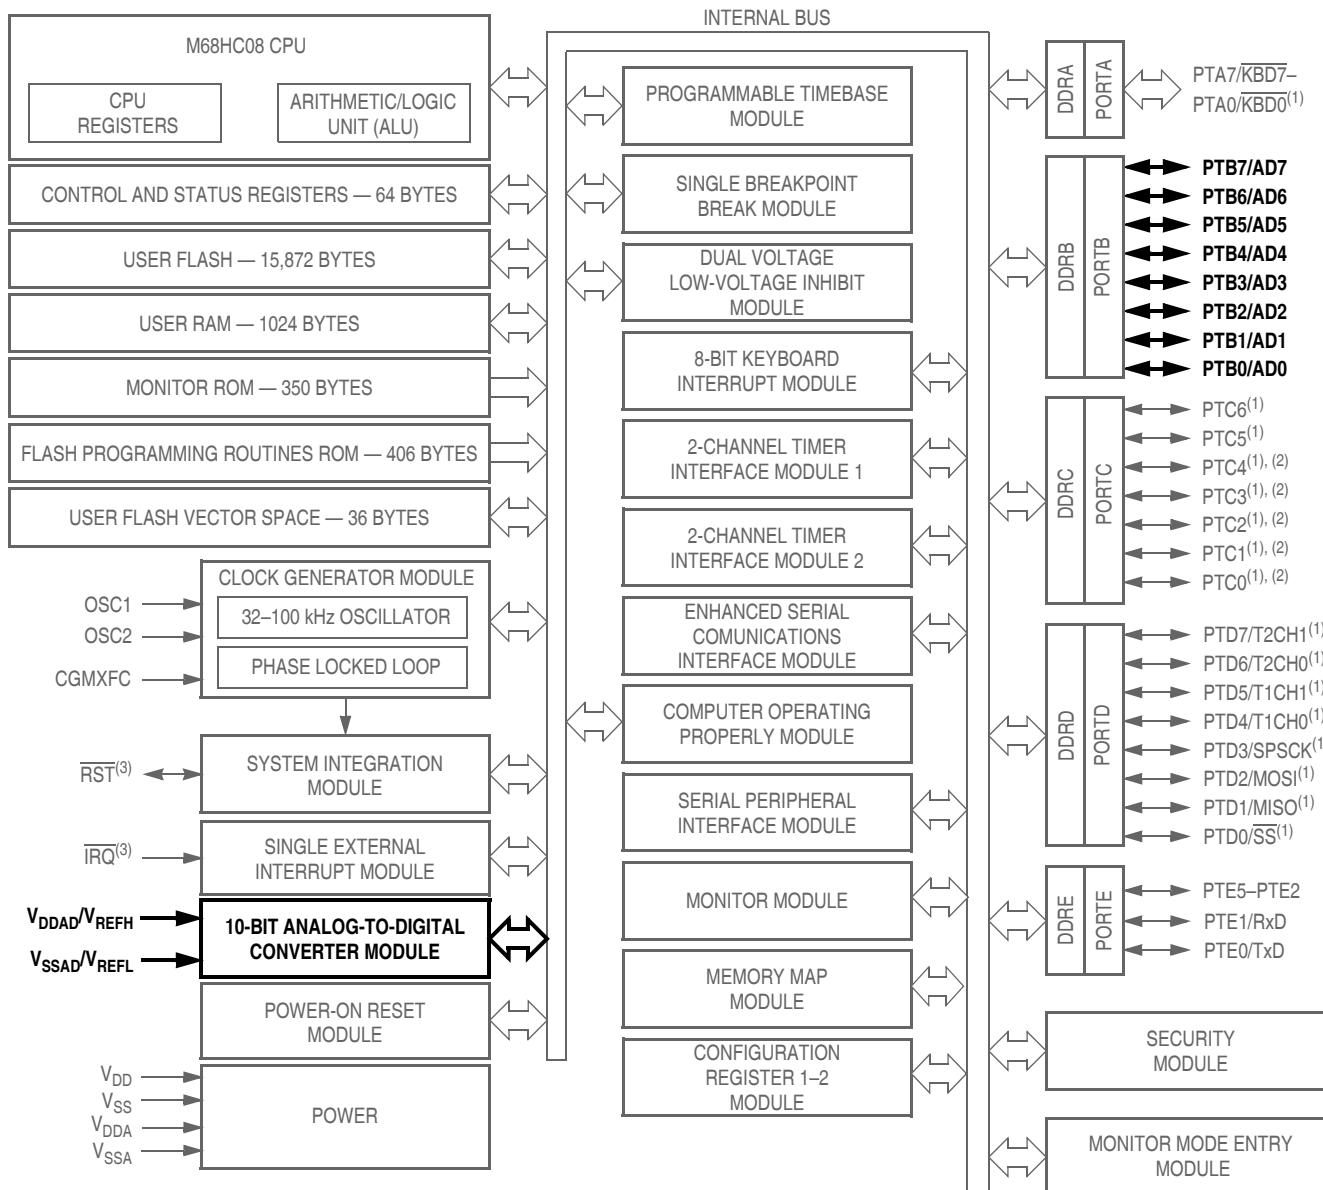 INTERNAL BUS
M68HC08 CPU
CPU
REGISTERS
ARITHMETIC/LOGIC
UNIT (ALU)
CONTROL AND STATUS REGISTERS — 64 BYTES
USER FLASH — 15,872 BYTES
USER RAM — 1024 BYTES
MONITOR ROM — 350 BYTES
FLASH PROGRAMMING ROUTINES ROM — 406 BYTES
USER FLASH VECTOR SPACE — 36 BYTES
CLOCK GENERATOR MODULE
32–100 kHz OSCILLATOR
PHASE LOCKED LOOP
OSC1
OSC2
CGMXFC
SYSTEM INTEGRATION
MODULE
RST(3)
SINGLE EXTERNAL
INTERRUPT MODULE
IRQ(3)
10-BIT ANALOG-TO-DIGITAL
CONVERTER MODULE
VDDAD/VREFH
VSSAD/VREFL
POWER-ON RESET
MODULE
POWER
VDD
VSS
VDDA
VSSA
PROGRAMMABLE TIMEBASE
MODULE
SINGLE BREAKPOINT
BREAK MODULE
DUAL VOLTAGE
LOW-VOLTAGE INHIBIT
MODULE
8-BIT KEYBOARD
INTERRUPT MODULE
2-CHANNEL TIMER
INTERFACE MODULE 1
2-CHANNEL TIMER
INTERFACE MODULE 2
ENHANCED SERIAL
COMUNICATIONS
INTERFACE MODULE
COMPUTER OPERATING
PROPERLY MODULE
SERIAL PERIPHERAL
INTERFACE MODULE
MONITOR MODULE
MEMORY MAP
MODULE
CONFIGURATION
REGISTER 1–2
MODULE
DDRA
PORTA
PTA7/KBD7–
PTA0/KBD0(1)
DDRB
PORTB
PTB7/AD7
PTB6/AD6
PTB5/AD5
PTB4/AD4
PTB3/AD3
PTB2/AD2
PTB1/AD1
PTB0/AD0
DDRC
PORTC
PTC6(1)
PTC5(1)
PTC4(1), (2)
PTC3(1), (2)
PTC2(1), (2)
PTC1(1), (2)
PTC0(1), (2)
DDRD
PORTD
PTD7/T2CH1(1)
PTD6/T2CH0(1)
PTD5/T1CH1(1)
PTD4/T1CH0(1)
PTD3/SPSCK(1
PTD2/MOSI(1)
PTD1/MISO(1)
PTD0/SS(1)
DDRE
PORTE
PTE5–PTE2
PTE1/RxD
PTE0/TxD
SECURITY
MODULE
MONITOR MODE ENTRY
MODULE